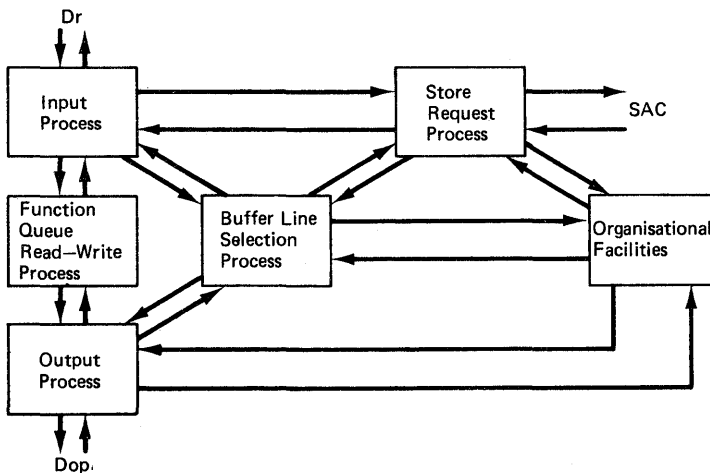 Dr
Input
Process
Store
Request
Process
SAC
Function
Queue
Read–Write
Process
Buffer Line
Selection
Process
Organisational
Facilities
Output
Process
Dop.